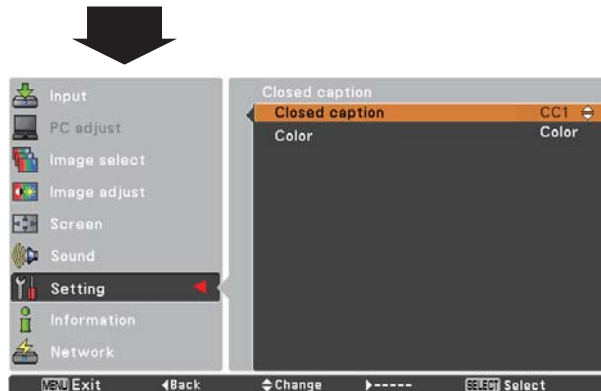 Input
PC adjust
Image select
Image adjust
Screen
Sound
Setting
Information
Network
Closed caption
Closed caption CC1
Color Color
MENU Exit Back Change ----- SELECT Select